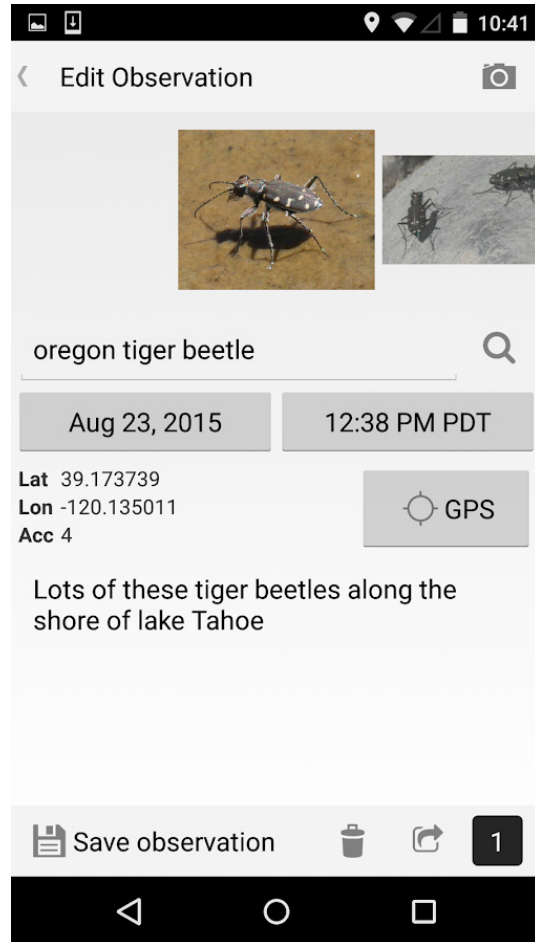 10:41
Edit Observation
oregon tiger beetle
Aug 23, 2015
12:38 PM PDT
Lat 39.173739
Lon -120.135011
Acc 4
GPS
Lots of these tiger beetles along the
shore of lake Tahoe
Save observation
1